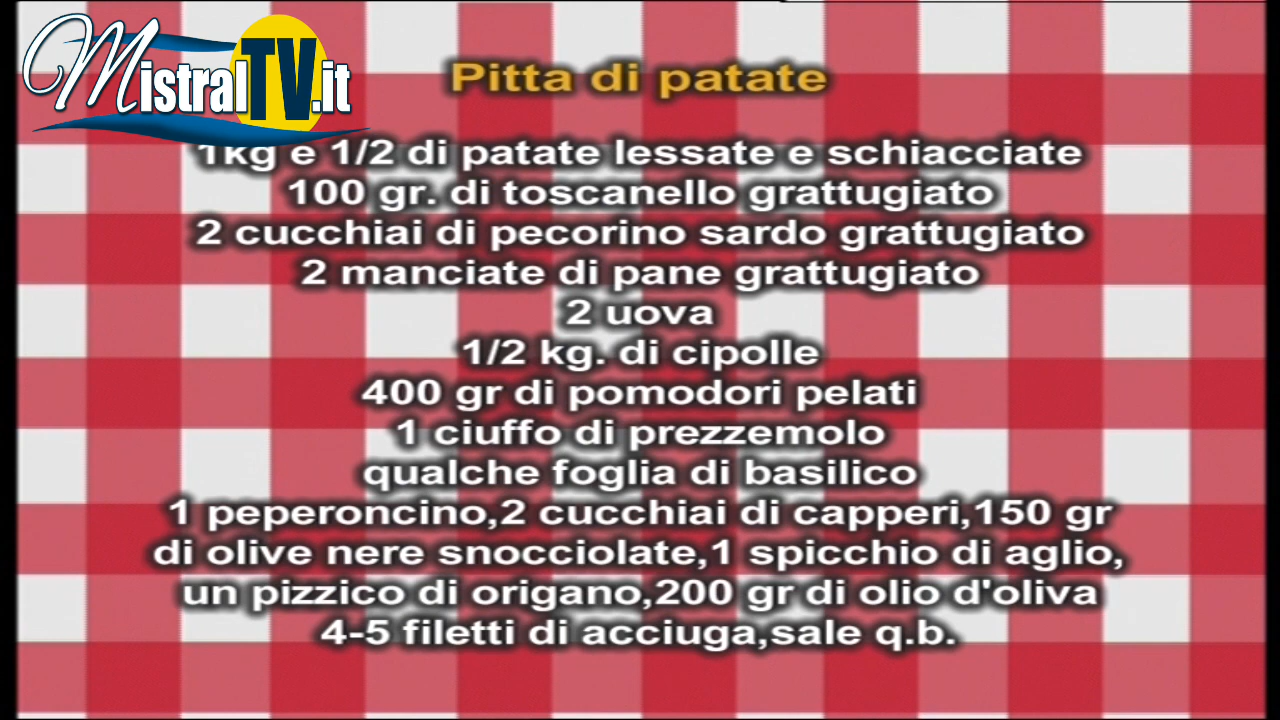 MistralTV.it
Pitta di patate
1kg e 1/2 di patate lessate e schiacciate
100 gr. di toscanello grattugiato
2 cucchiai di pecorino sardo grattugiato
2 manciate di pane grattugiato
2 uova
1/2 kg. di cipolle
400 gr di pomodori pelati
1 ciuffo di prezzemolo
qualche foglia di basilico
1 peperoncino,2 cucchiai di capperi,150 gr
di olive nere snocciolate,1 spicchio di aglio,
un pizzico di origano,200 gr di olio d'oliva
4-5 filetti di acciuga,sale q.b.